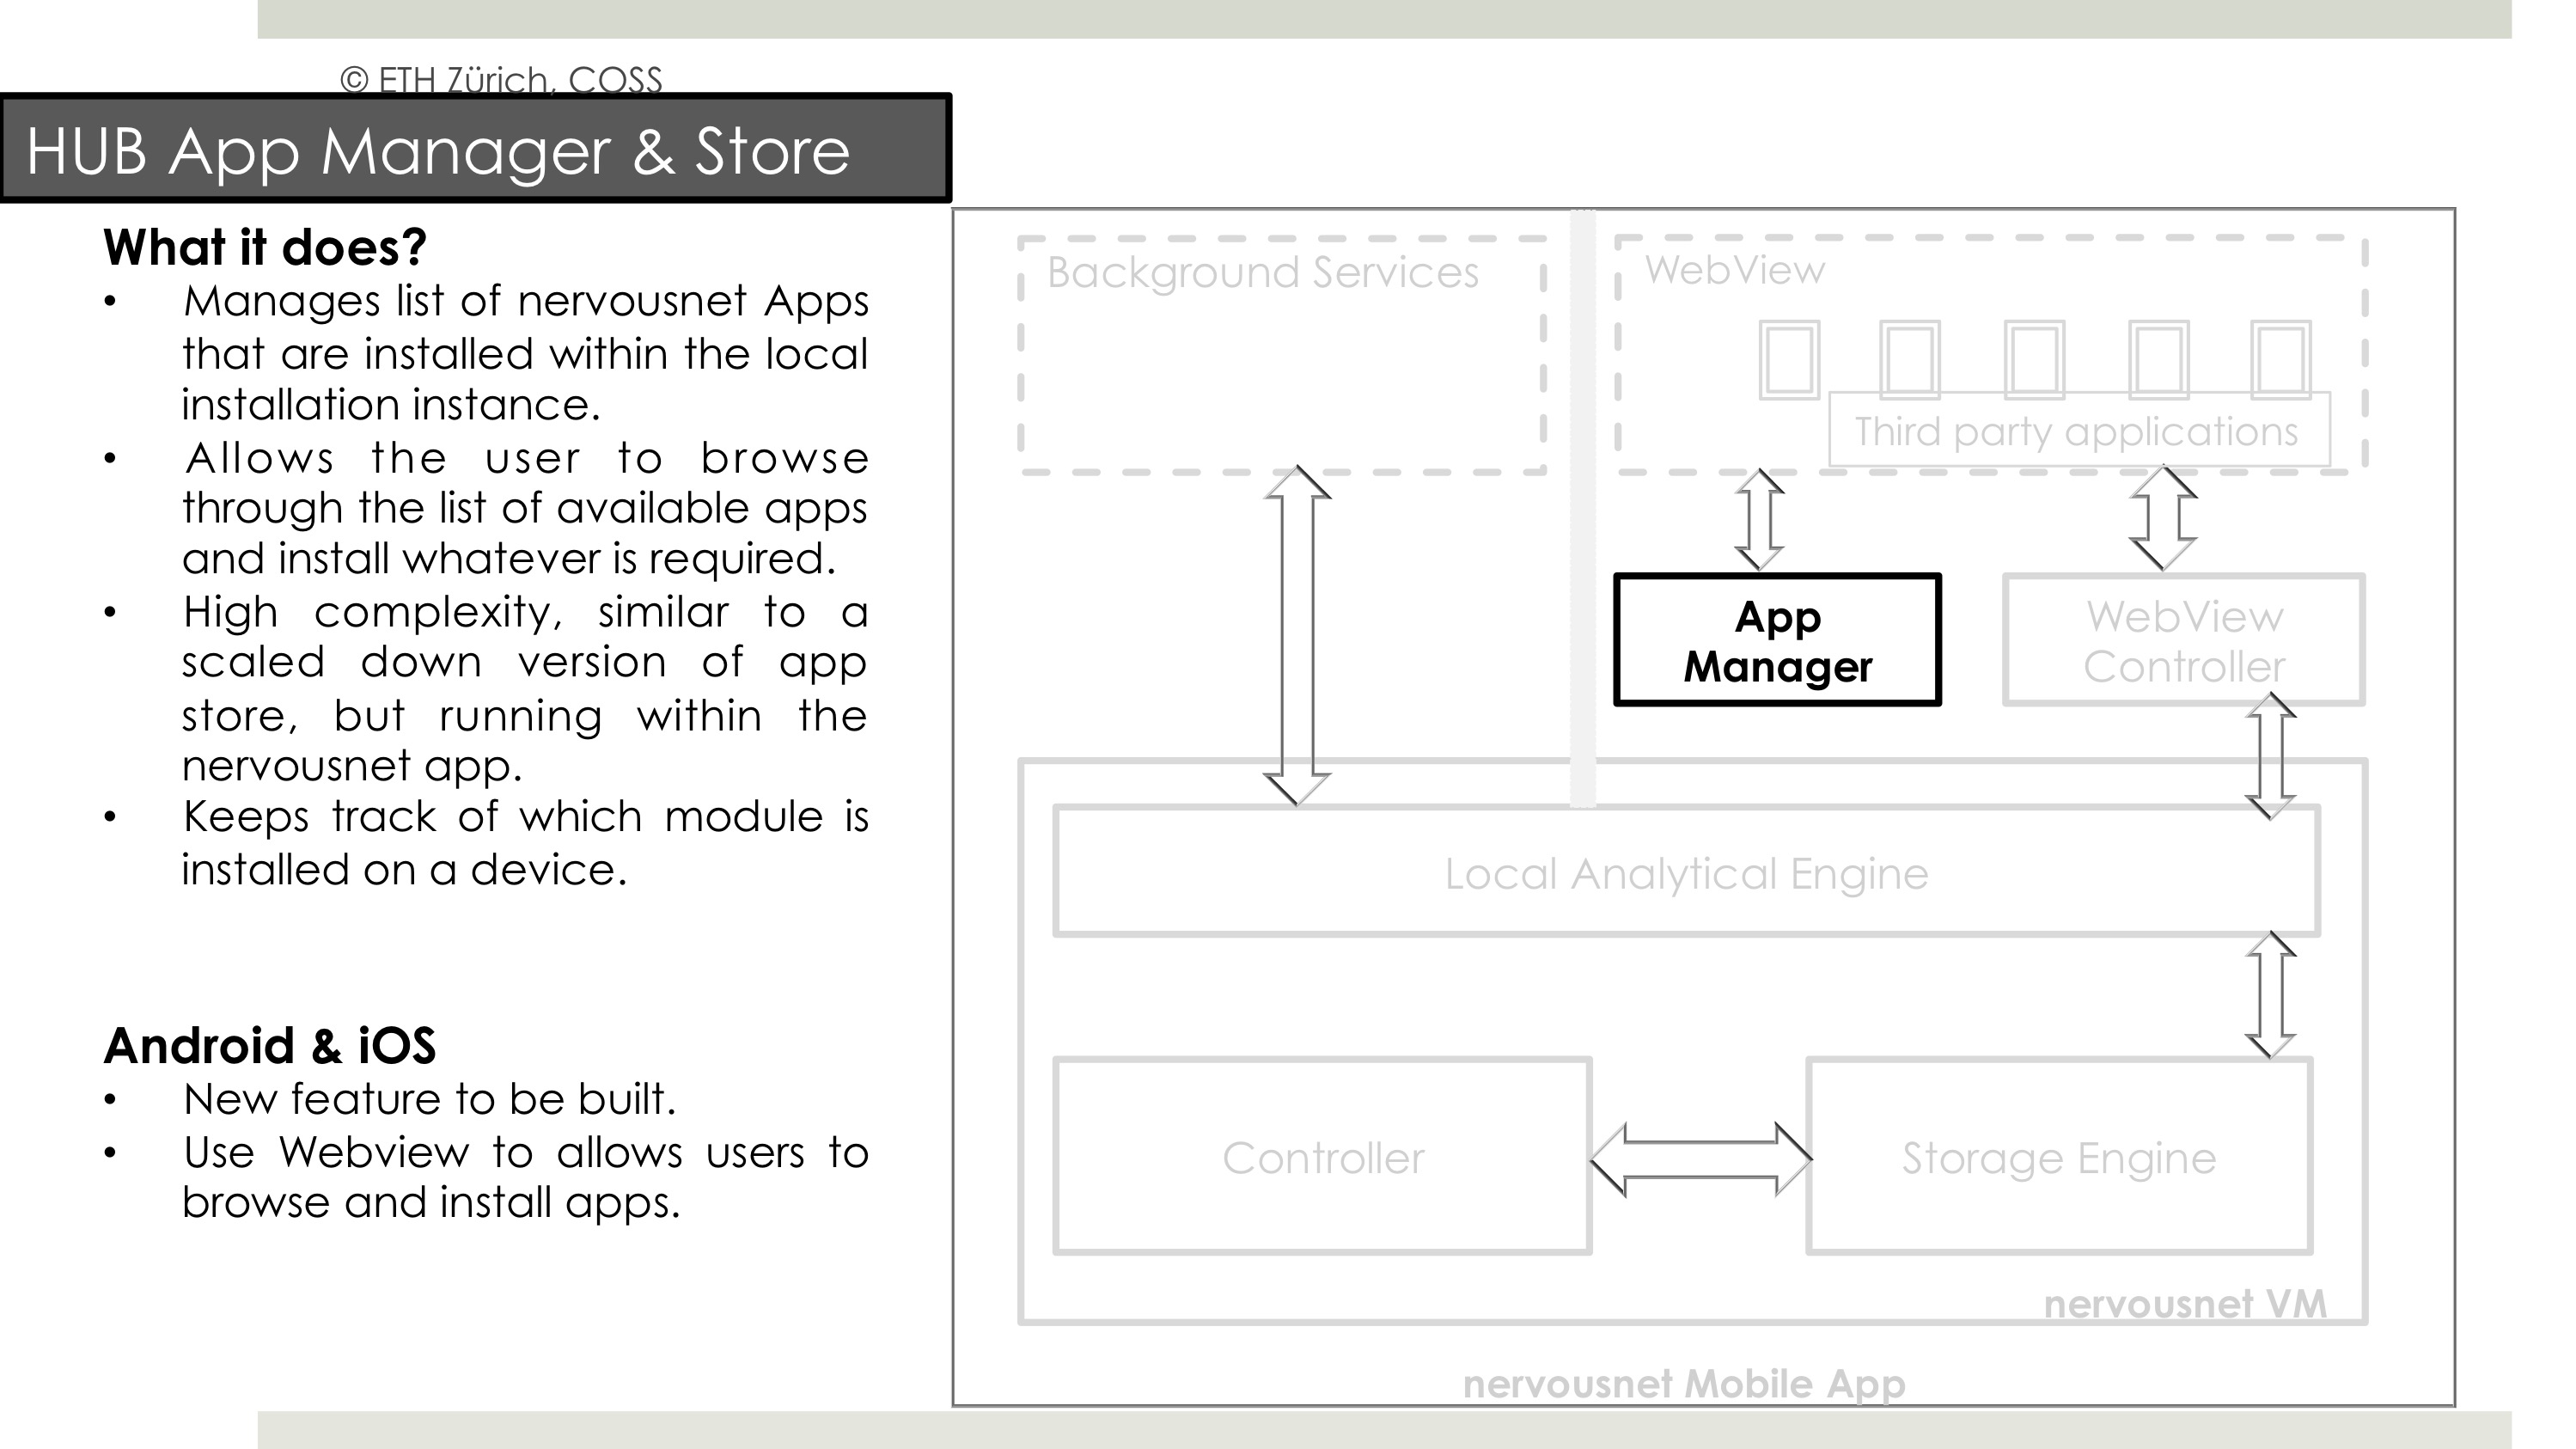 © ETH Zürich, COSS
HUB App Manager & Store
What it does?
• Manages list of nervousnet Apps
that are installed within the local
installation instance.
• Allows the user to browse
through the list of available apps
and install whatever is required.
• High complexity, similar to a
scaled down version of app
store, but running within the
nervousnet app.
• Keeps track of which module is
installed on a device.
Android & iOS
• New feature to be built.
• Use Webview to allows users to
browse and install apps.
Background Services
WebView
Third party applications
App
Manager
WebView
Controller
Local Analytical Engine
Controller
Storage Engine
nervousnet VM
nervousnet Mobile App